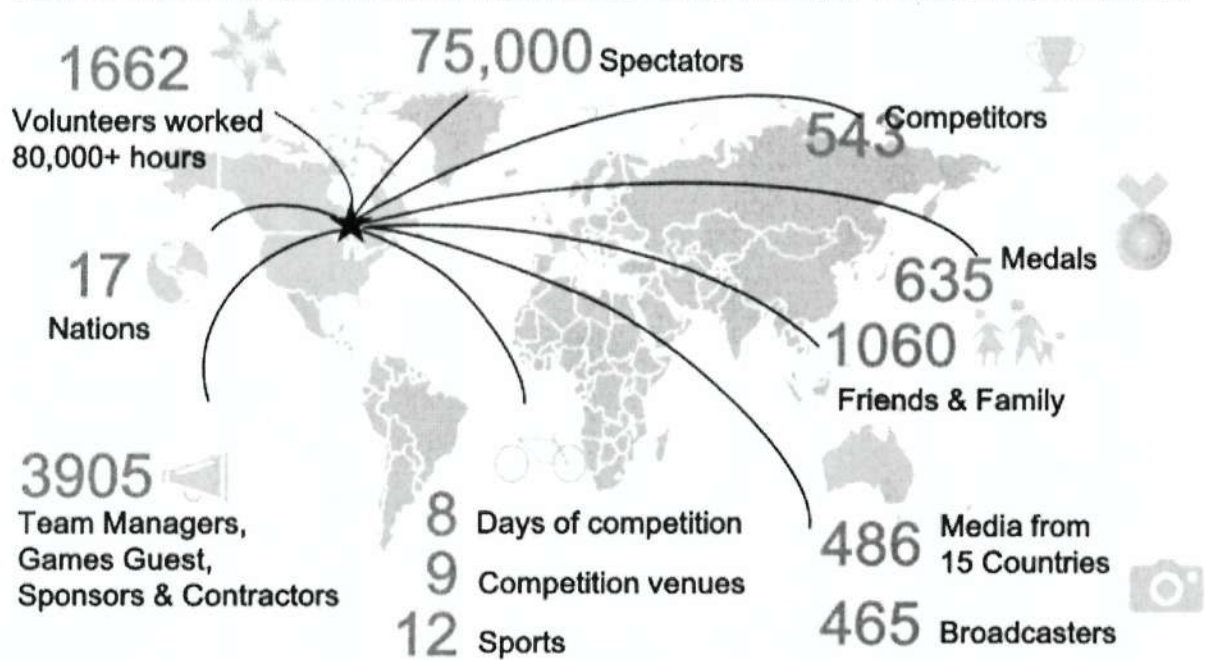 1662
Volunteers worked
80,000+ hours
75,000 Spectators
543 Competitors
17
Nations
635 Medals
1060
Friends & Family
3905
Team Managers,
Games Guest,
Sponsors & Contractors
8 Days of competition
9 Competition venues
12 Sports
486 Media from
15 Countries
465 Broadcasters